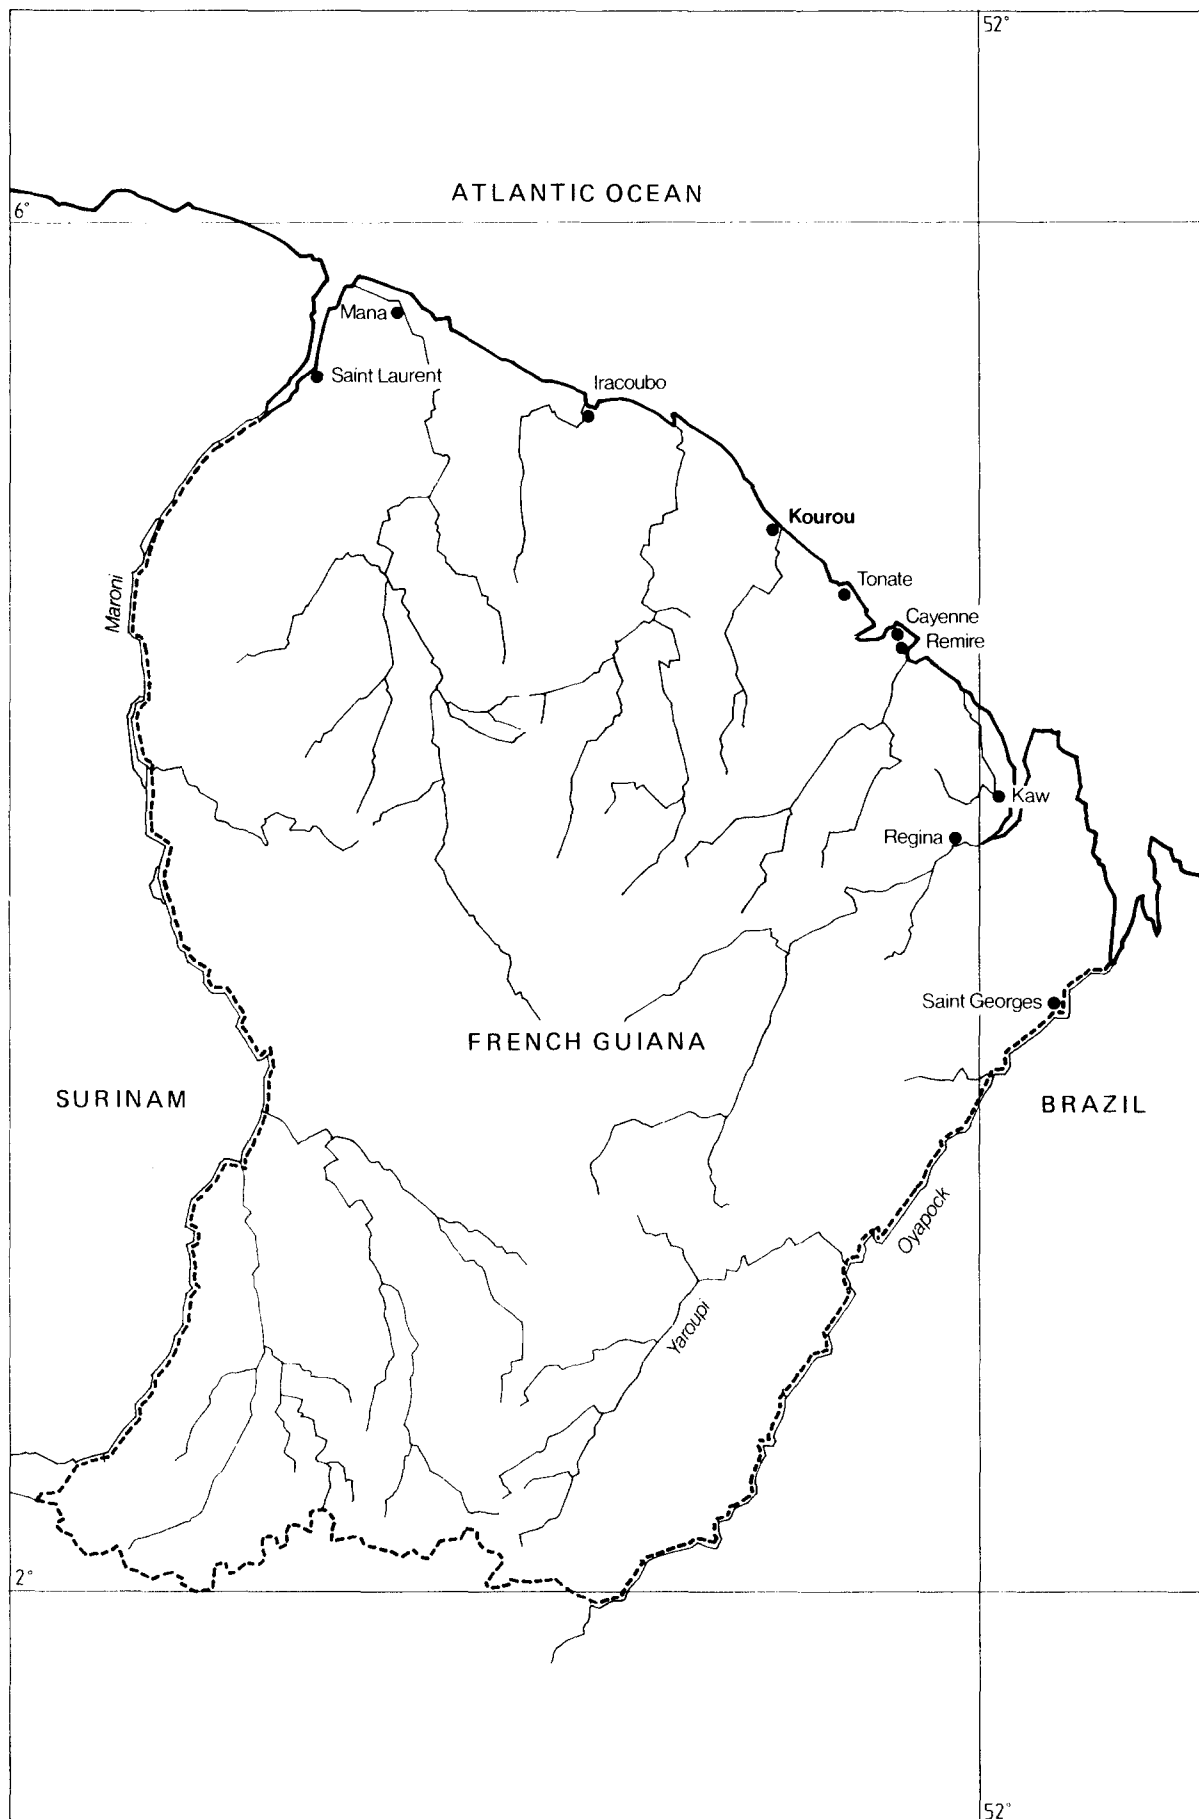 52°
ATLANTIC OCEAN
6°
Mana
Saint Laurent
Iracoubo
Kourou
Tonate
Maroni
Cayenne
Remire
Kaw
Regina
Saint Georges
FRENCH GUIANA
SURINAM
BRAZIL
Oyapock
Yaroupi
2°
52°